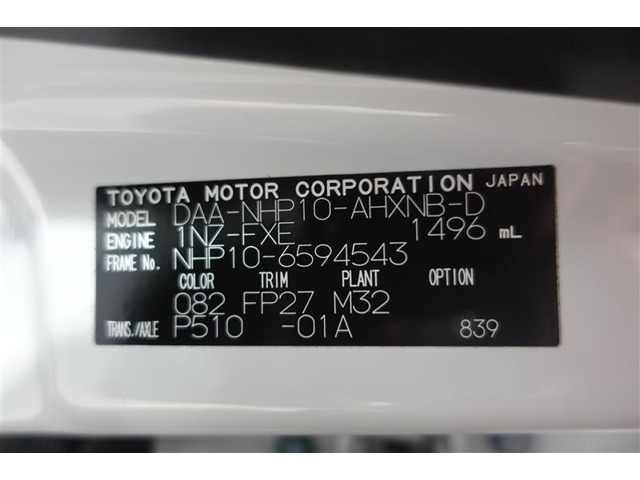 TOYOTA MOTOR CORPORATION JAPAN
MODEL DAA-NHP10-AHXNB-D
ENGINE 1NZ-FXE 1496 mL
FRAME No. NHP10-6594543
COLOR TRIM PLANT OPTION
082 FP27 M32
TRANS./AXLE P510 -01A 839